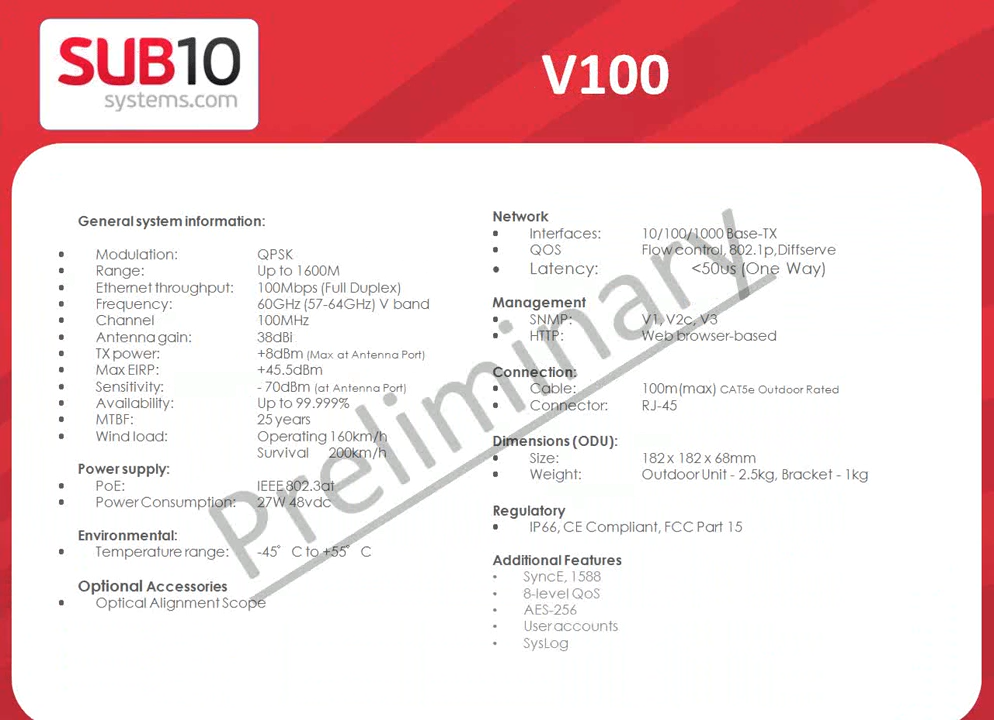 SUB10
systems.com
V100
General system information:
• Modulation: QPSK
• Range: Up to 1600M
• Ethernet throughput: 100Mbps (Full Duplex)
• Frequency: 60GHz (57-64GHz) V band
• Channel 100MHz
• Antenna gain: 38dBi
• TX power: +8dBm (Max at Antenna Port)
• Max EIRP: +45.5dBm
• Sensitivity: - 70dBm (at Antenna Port)
• Availability: Up to 99.999%
• MTBF: 25 years
• Wind load: Operating 160km/h
Survival 200km/h
Power supply:
• PoE: IEEE802.3at
• Power Consumption: 27W 48vdc
Environmental:
• Temperature range: -45° C to +55° C
Optional Accessories
• Optical Alignment Scope
Network
• Interfaces: 10/100/1000 Base-TX
• QOS Flow control, 802.1p,Diffserve
• Latency: <50us (One Way)
Management
• SNMP: V1, V2c, V3
• HTTP: Web browser-based
Connection:
• Cable: 100m(max) CAT5e Outdoor Rated
• Connector: RJ-45
Dimensions (ODU):
• Size: 182 x 182 x 68mm
• Weight: Outdoor Unit - 2.5kg, Bracket - 1kg
Regulatory
• IP66, CE Compliant, FCC Part 15
Additional Features
• SyncE, 1588
• 8-level QoS
• AES-256
• User accounts
• SysLog
Preliminary